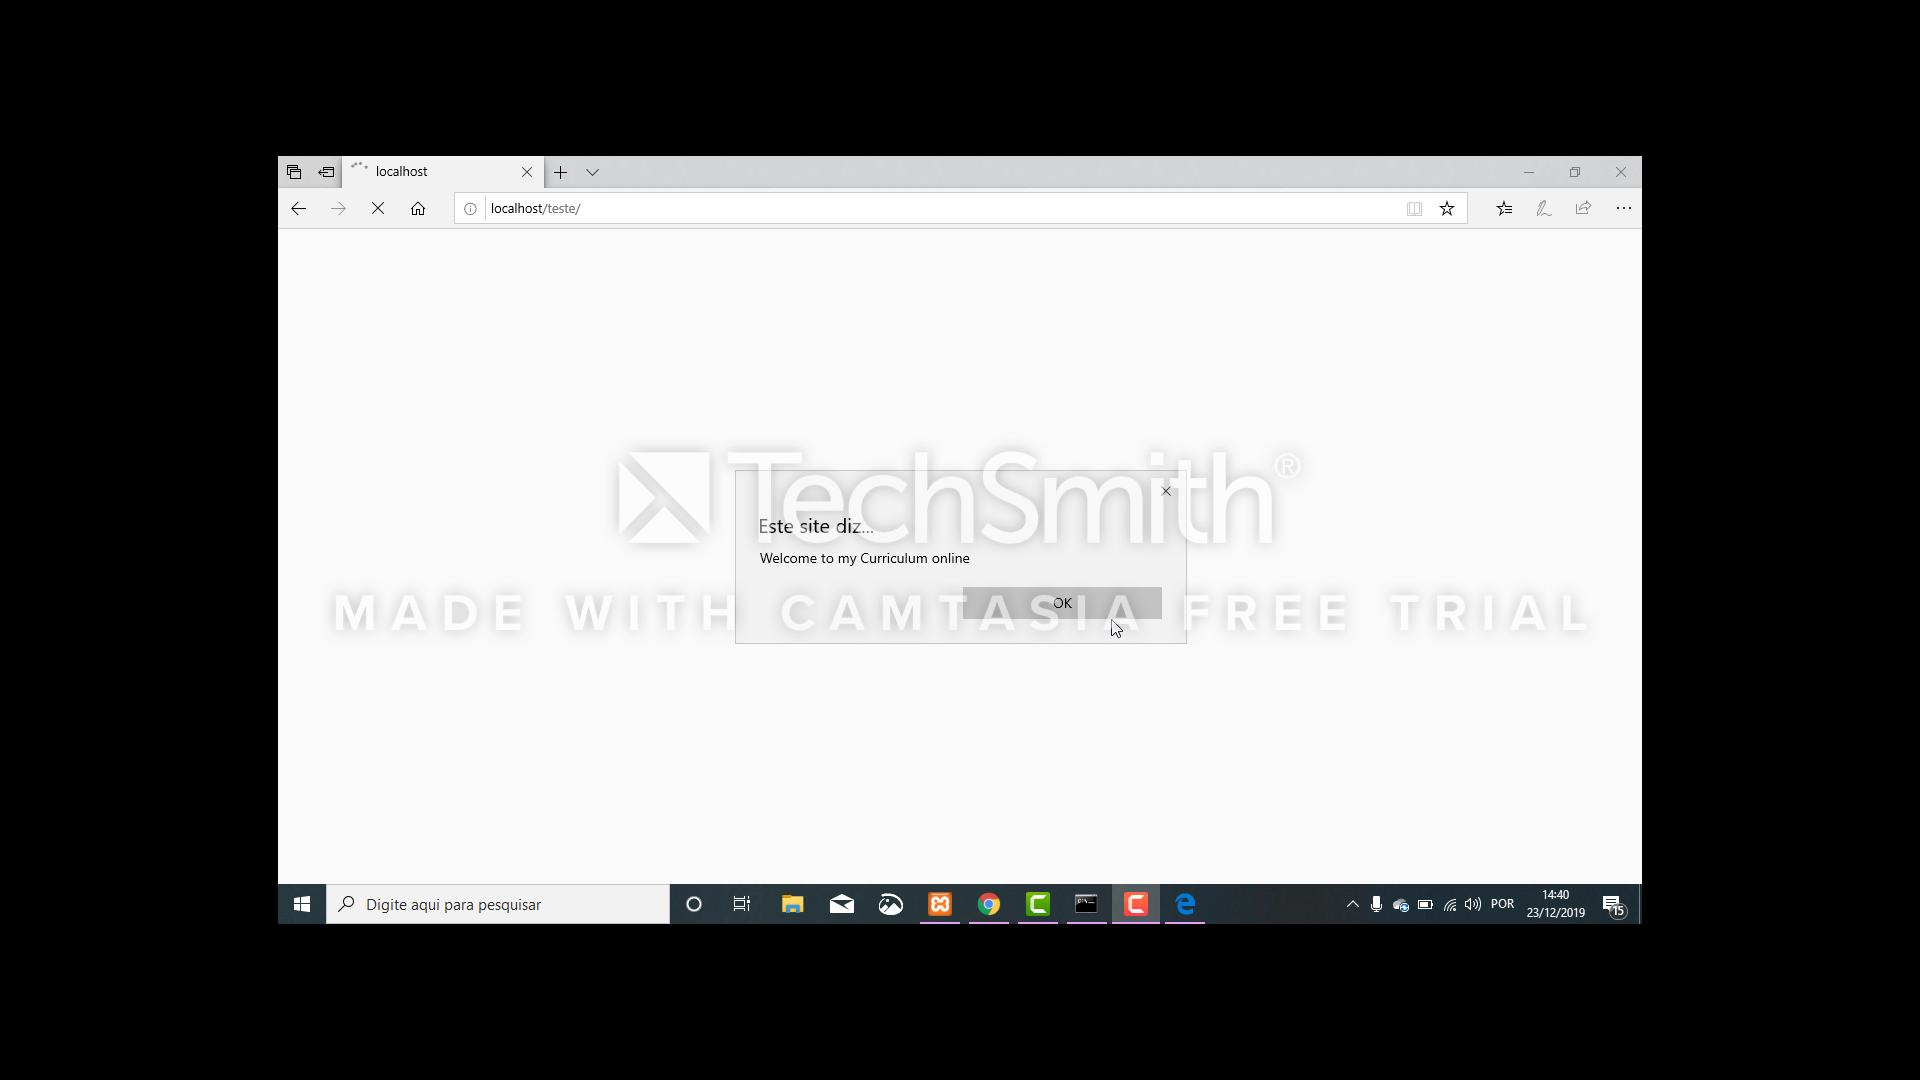 localhost
localhost/teste/
TechSmith®
Este site diz...
Welcome to my Curriculum online
OK
MADE WITH CAMTASIA FREE TRIAL
Digite aqui para pesquisar
POR
14:40
23/12/2019
15